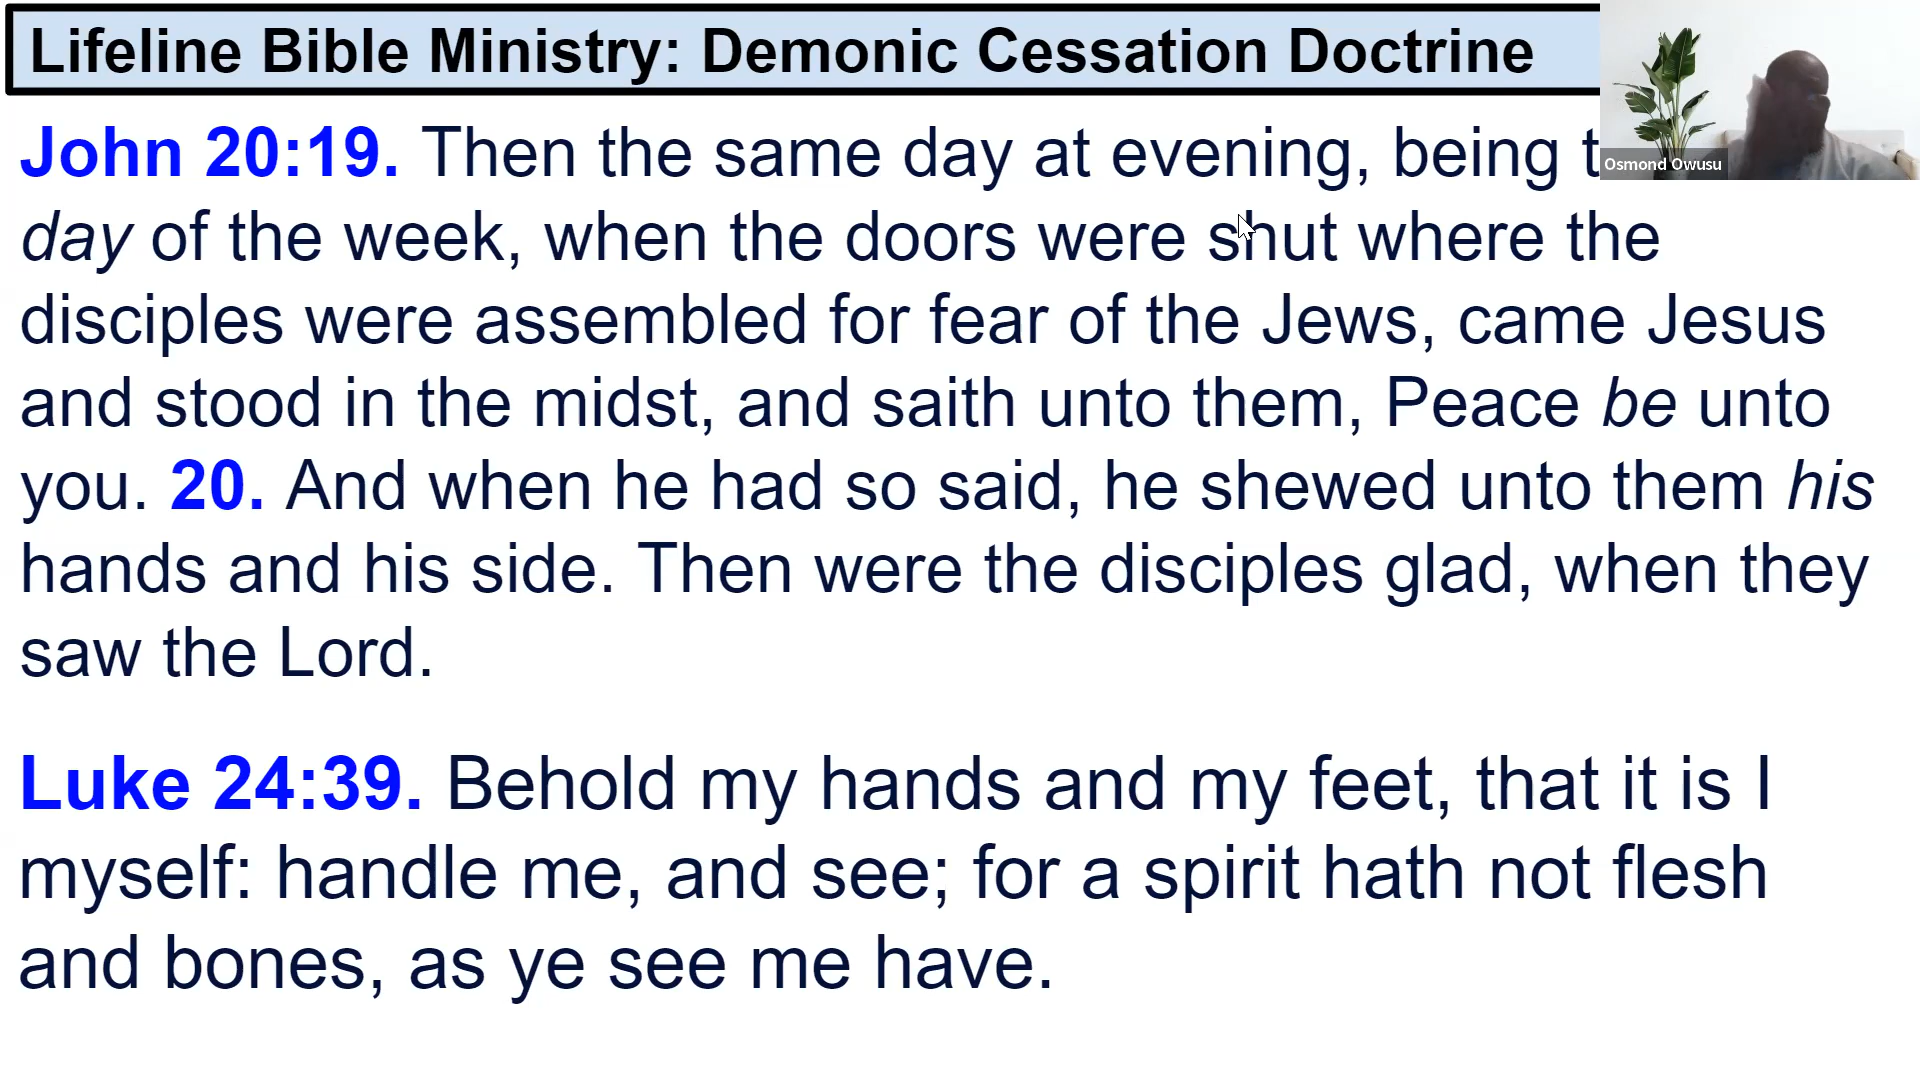 Lifeline Bible Ministry: Demonic Cessation Doctrine
Osmond Owusu
John 20:19. Then the same day at evening, being
day of the week, when the doors were shut where the
disciples were assembled for fear of the Jews, came Jesus
and stood in the midst, and saith unto them, Peace be unto
you. 20. And when he had so said, he shewed unto them his
hands and his side. Then were the disciples glad, when they
saw the Lord.
Luke 24:39. Behold my hands and my feet, that it is I
myself: handle me, and see; for a spirit hath not flesh
and bones, as ye see me have.